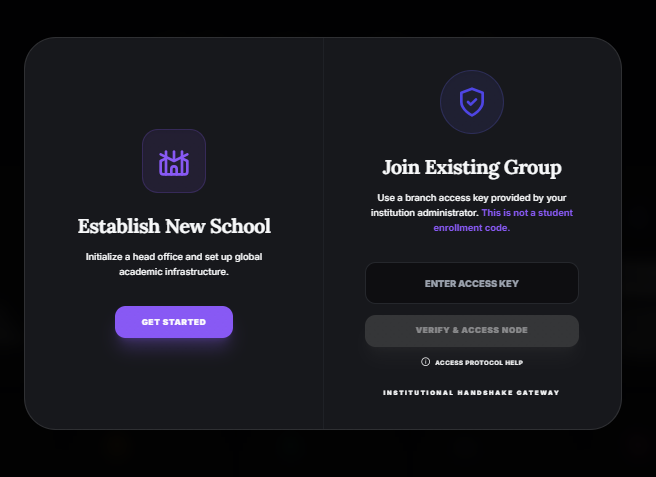 Establish New School
Initialize a head office and set up global
academic infrastructure.
GET STARTED
Join Existing Group
Use a branch access key provided by your
institution administrator. This is not a student
enrollment code.
ENTER ACCESS KEY
VERIFY & ACCESS NODE
ACCESS PROTOCOL HELP
INSTITUTIONAL HANDSHAKE GATEWAY